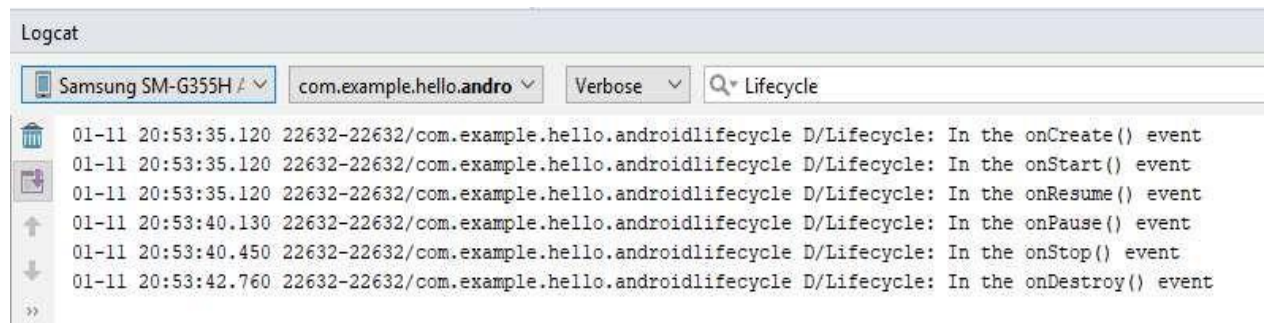 Logcat
Samsung SM-G355H com.example.hello.andro Verbose Lifecycle
01-11 20:53:35.120 22632-22632/com.example.hello.androidlifecycle D/Lifecycle: In the onCreate() event
01-11 20:53:35.120 22632-22632/com.example.hello.androidlifecycle D/Lifecycle: In the onStart() event
01-11 20:53:35.120 22632-22632/com.example.hello.androidlifecycle D/Lifecycle: In the onResume() event
01-11 20:53:40.130 22632-22632/com.example.hello.androidlifecycle D/Lifecycle: In the onPause() event
01-11 20:53:40.450 22632-22632/com.example.hello.androidlifecycle D/Lifecycle: In the onStop() event
01-11 20:53:42.760 22632-22632/com.example.hello.androidlifecycle D/Lifecycle: In the onDestroy() event